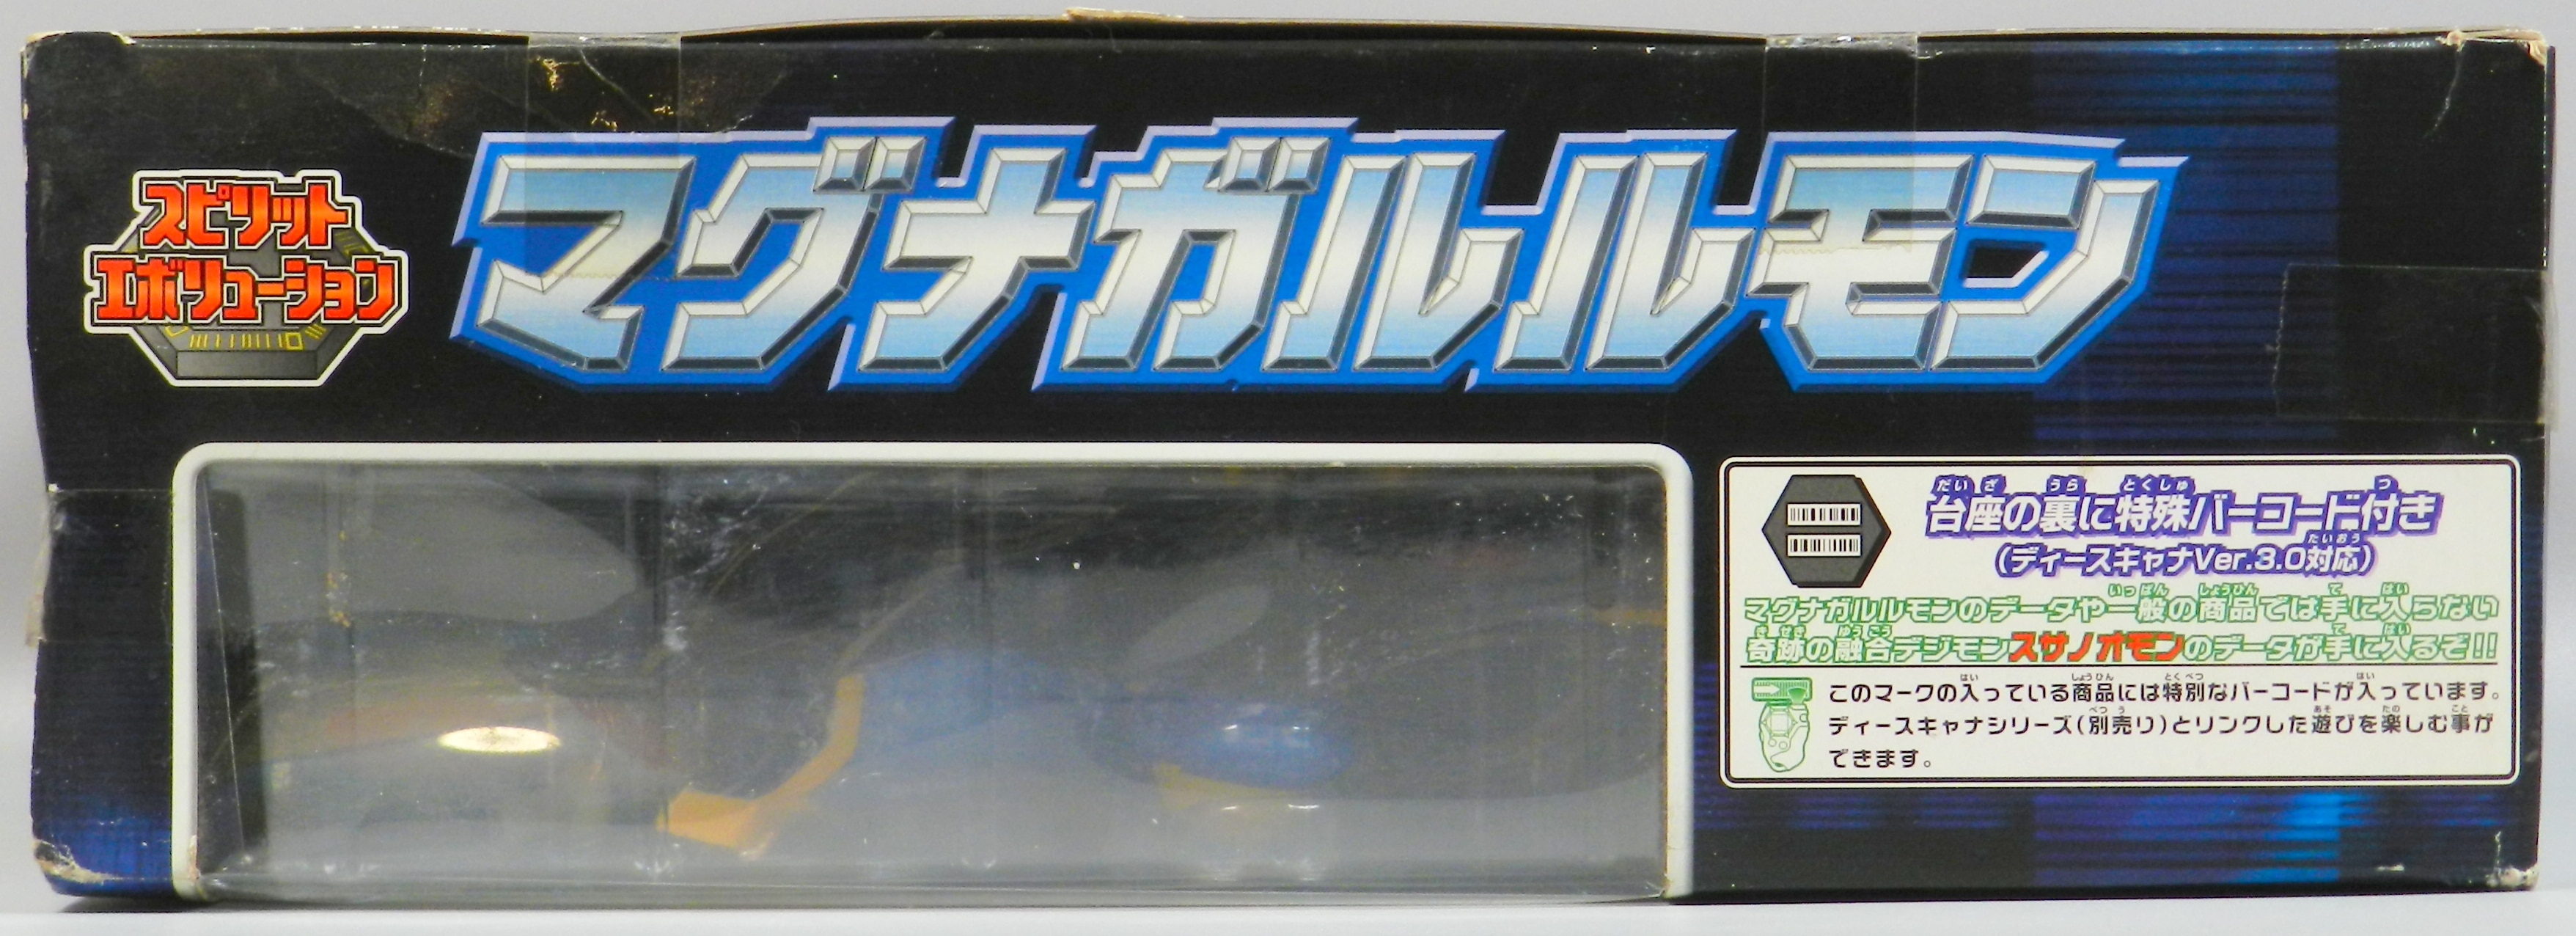 スピリット
エボリューション
マグナガルルモン
台座の裏に特殊バーコード付き
(ディースキャナVer.3.0対応)
マグナガルルモンのデータや一般の商品では手に入らない
奇跡の融合デジモンスサノオモンのデータが手に入るぞ!!
このマークの入っている商品には特別なバーコードが入っています。
ディースキャナシリーズ(別売り)とリンクした遊びを楽しむ事が
できます。